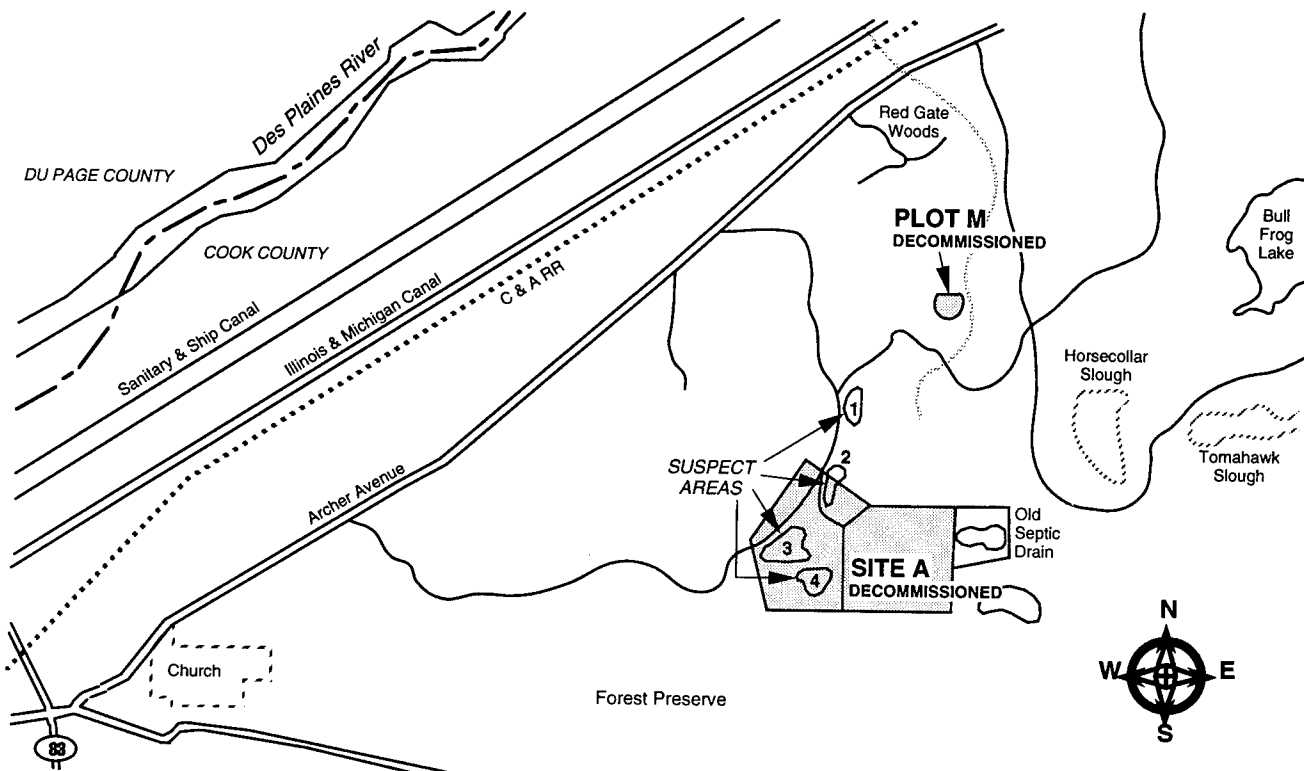 Des Plaines River
DU PAGE COUNTY
COOK COUNTY
Sanitary & Ship Canal
Illinois & Michigan Canal
C & A RR
Archer Avenue
Red Gate
Woods
PLOT M
DECOMMISSIONED
Bull
Frog
Lake
Horsecollar
Slough
Tomahawk
Slough
SUSPECT
AREAS
1
2
3
4
SITE A
DECOMMISSIONED
Old
Septic
Drain
Church
Forest Preserve
83
N
W
E
S